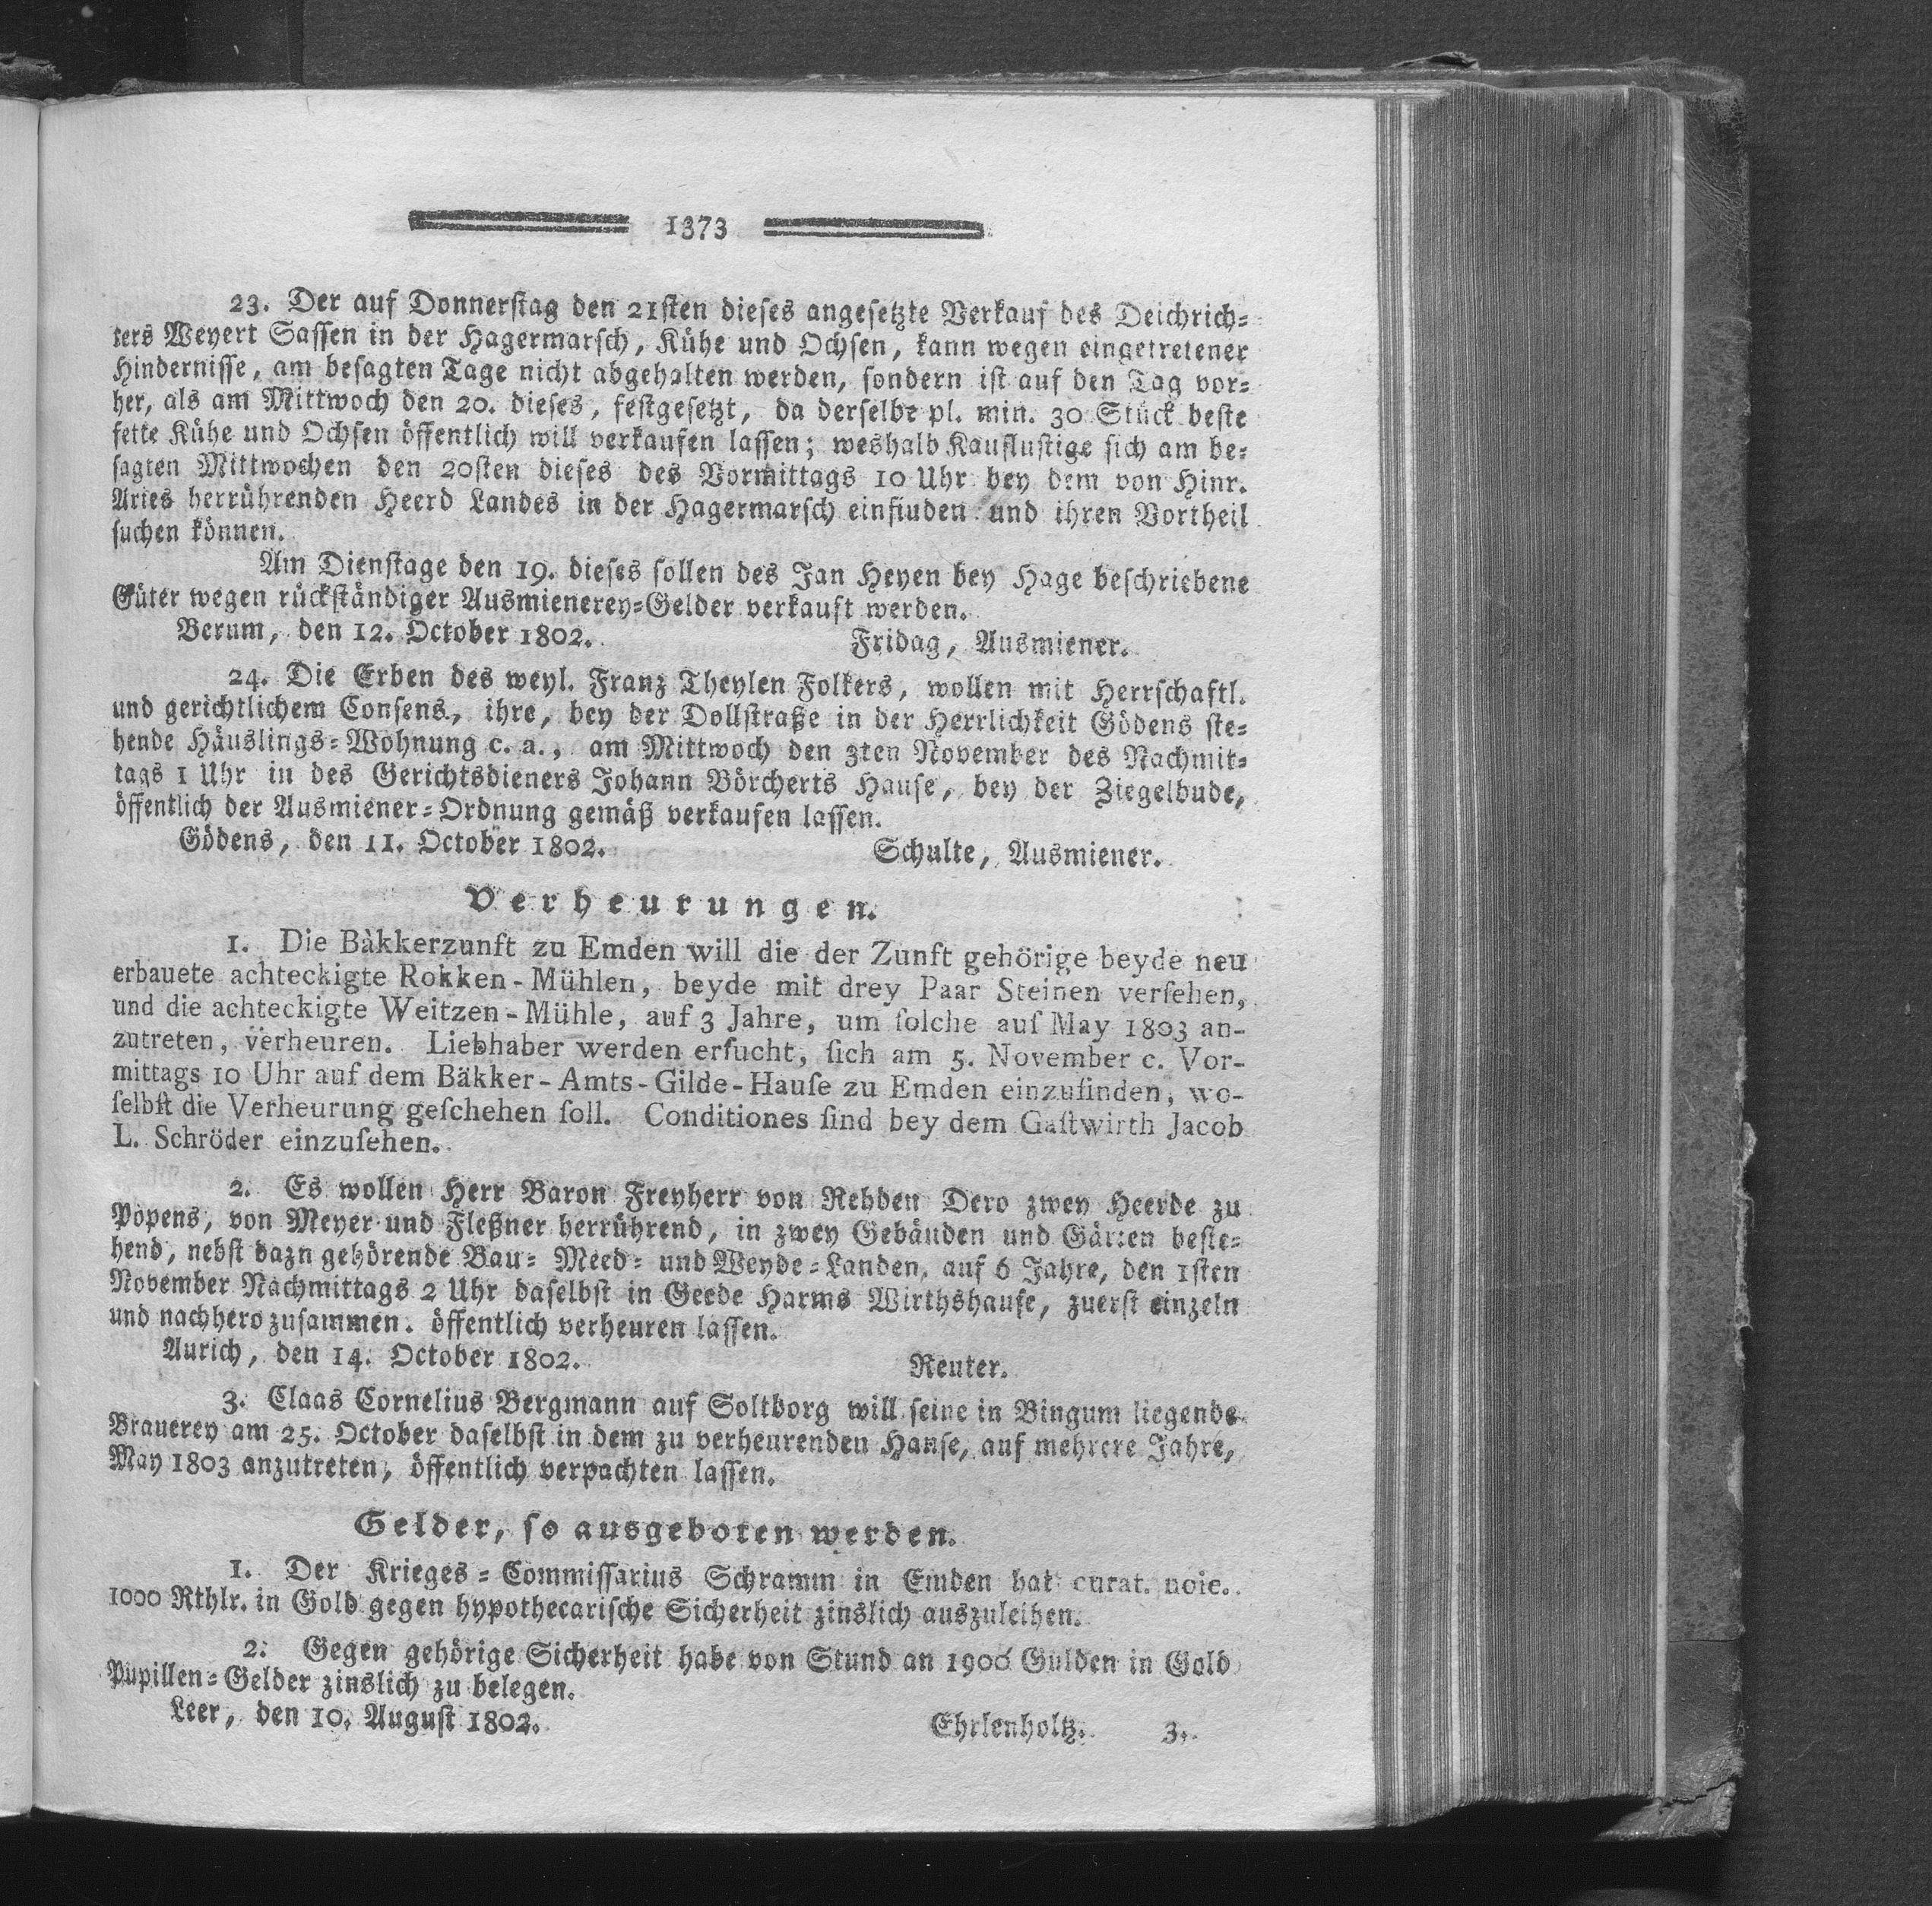 1373
23. Der auf Donnerstag den 21sten dieses angesetzte Verkauf des Deichrich-
ters Weyert Sassen in der Hagermarsch, Kühe und Ochsen, kann wegen eingetretener
Hindernisse, am besagten Tage nicht abgehalten werden, sondern ist auf den Tag vor-
her, als am Mittwoch den 20. dieses, festgesetzt, da derselbe pl. min. 30 Stück beste
fette Kühe und Ochsen öffentlich will verkaufen lassen; weshalb Kauflustige sich am be-
sagten Mittwochen den 20sten dieses des Vormittags 10 Uhr bey dem von Hinr.
Aries herrührenden Heerd Landes in der Hagermarsch einfiuden und ihren Vortheil
suchen können.
Am Dienstage den 19. dieses sollen des Jan Heyen bey Hage beschriebene
Güter wegen rückständiger Ausmienerey-Gelder verkauft werden.
Berum, den 12. October 1802. Fridag, Ausmiener.
24. Die Erben des weyl. Franz Theylen Folkers, wollen mit Herrschaftl.
und gerichtlichem Consens, ihre, bey der Dollstraße in der Herrlichkeit Gödens ste-
hende Häuslings-Wohnung c. a., am Mittwoch den 3ten November des Nachmit-
tags 1 Uhr in des Gerichtsdieners Johann Börcherts Hause, bey der Ziegelbude,
öffentlich der Ausmiener-Ordnung gemäß verkaufen lassen.
Gödens, den 11. October 1802. Schulte, Ausmiener.
Verheurungen.
1. Die Bäkkerzunft zu Emden will die der Zunft gehörige beyde neu
erbauete achteckigte Rokken-Mühlen, beyde mit drey Paar Steinen versehen,
und die achteckigte Weitzen-Mühle, auf 3 Jahre, um solche auf May 1803 an-
zutreten, verheuren. Liebhaber werden ersucht, sich am 5. November c. Vor-
mittags 10 Uhr auf dem Bäkker-Amts-Gilde-Hause zu Emden einzufinden, wo-
selbst die Verheurung geschehen soll. Conditiones sind bey dem Gastwirth Jacob
L. Schröder einzusehen.
2. Es wollen Herr Baron Freyherr von Rehden Dero zwey Heerde zu
Popens, von Meyer und Fleßner herrührend, in zwey Gebäuden und Gärten beste-
hend, nebst dazn gehörende Bau- Meed- und Weyde-Landen, auf 6 Jahre, den 1sten
November Nachmittags 2 Uhr daselbst in Geede Harms Wirthshause, zuerst einzeln
und nachhero zusammen. öffentlich verheuren lassen.
Aurich, den 14. October 1802. Reuter.
3. Claas Cornelius Bergmann auf Soltborg will seine in Bingum liegende
Brauerey am 25. October daselbst in dem zu verheurenden Hanse, auf mehrere Jahre,
May 1803 anzutreten, öffentlich verpachten lassen.
Gelder, so ausgeboten werden.
1. Der Krieges-Commissarius Schramm in Emden hat curat. noie.
1000 Rthlr. in Gold gegen hypothecarische Sicherheit zinslich auszuleihen.
2. Gegen gehörige Sicherheit habe von Stund an 1900 Gulden in Gold
Pupillen-Gelder zinslich zu belegen.
Leer, den 10. August 1802. Ehrlenholtz. 3.